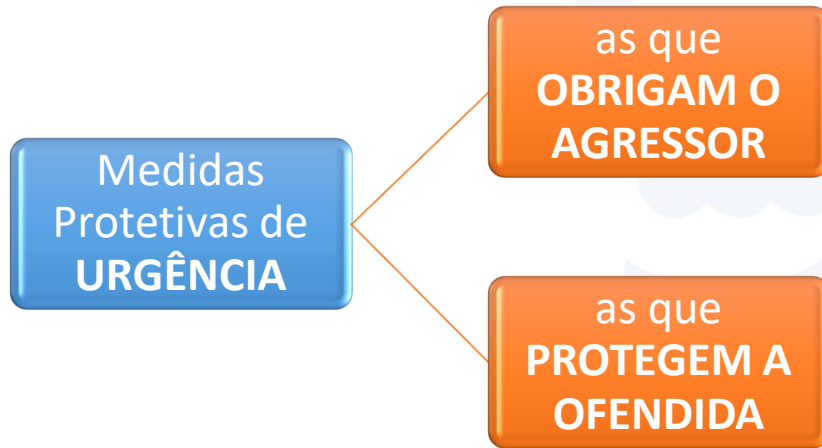 Medidas
Protetivas de
URGÊNCIA
as que
OBRIGAM O
AGRESSOR
as que
PROTEGEM A
OFENDIDA